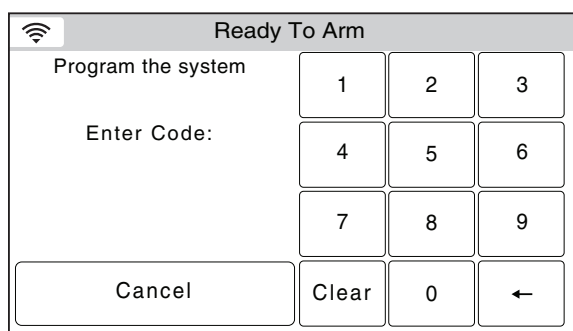 Ready To Arm
Program the system
Enter Code:
1 2 3
4 5 6
7 8 9
Cancel Clear 0 ←